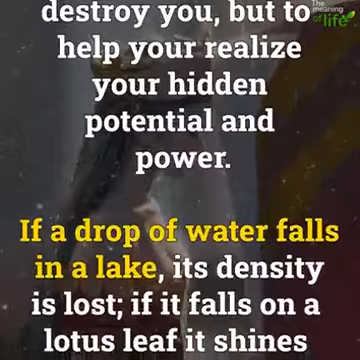 destroy you, but to
The meaning
of life
help your realize
your hidden
potential and
power.
If a drop of water falls
in a lake, its density
is lost; if it falls on a
lotus leaf it shines